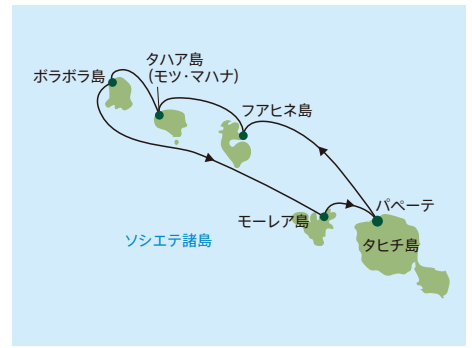 タハア島
(モツ・マハナ)
ボラボラ島
フアヒネ島
パペーテ
モーレア島
タヒチ島
ソシエテ諸島